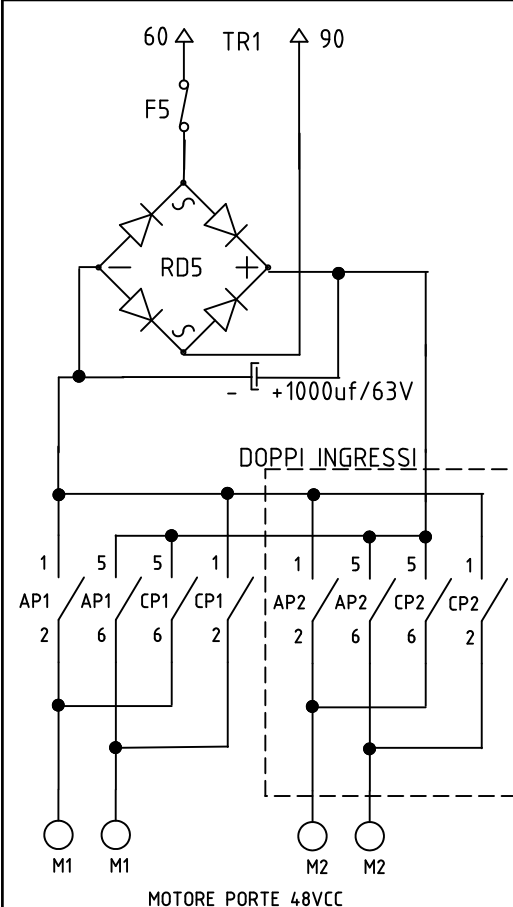 60 TR1 90
F5
RD5
- +1000uf/63V
DOPPI INGRESSI
1 5 5 1 1 5 5 1
AP1 AP1 CP1 CP1 AP2 AP2 CP2 CP2
2 6 6 2 2 6 6 2
M1 M1 M2 M2
MOTORE PORTE 48VCC